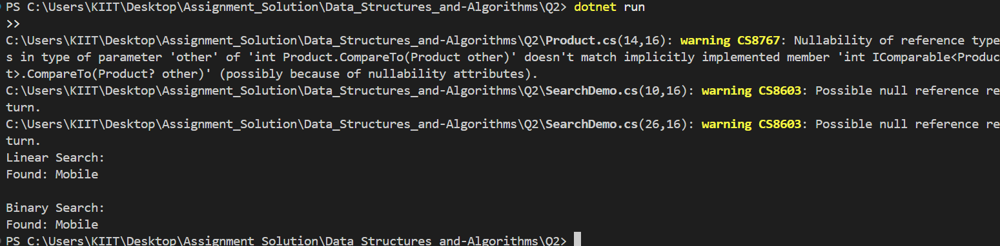 PS C:\Users\KIIT\Desktop\Assignment_Solution\Data_Structures_and-Algorithms\Q2> dotnet run
>>
C:\Users\KIIT\Desktop\Assignment_Solution\Data_Structures_and-Algorithms\Q2\Product.cs(14,16): warning CS8767: Nullability of reference type
s in type of parameter 'other' of 'int Product.CompareTo(Product other)' doesn't match implicitly implemented member 'int IComparable<Produc
t>.CompareTo(Product? other)' (possibly because of nullability attributes).
C:\Users\KIIT\Desktop\Assignment_Solution\Data_Structures_and-Algorithms\Q2\SearchDemo.cs(10,16): warning CS8603: Possible null reference re
turn.
C:\Users\KIIT\Desktop\Assignment_Solution\Data_Structures_and-Algorithms\Q2\SearchDemo.cs(26,16): warning CS8603: Possible null reference re
turn.
Linear Search:
Found: Mobile
Binary Search:
Found: Mobile
PS C:\Users\KIIT\Desktop\Assignment_Solution\Data_Structures_and-Algorithms\Q2>